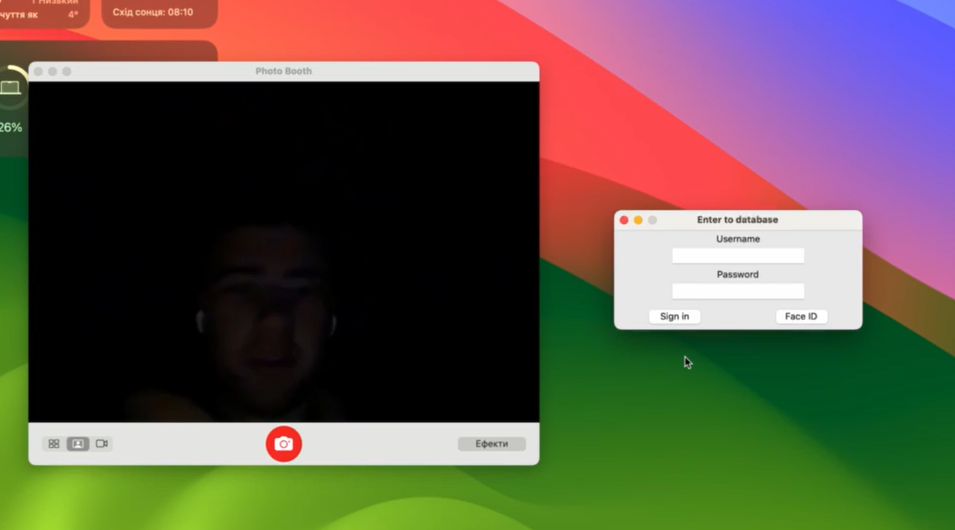 Низький
чуття як 4°
Схід сонця: 08:10
26%
Photo Booth
Ефекти
Enter to database
Username
Password
Sign in
Face ID